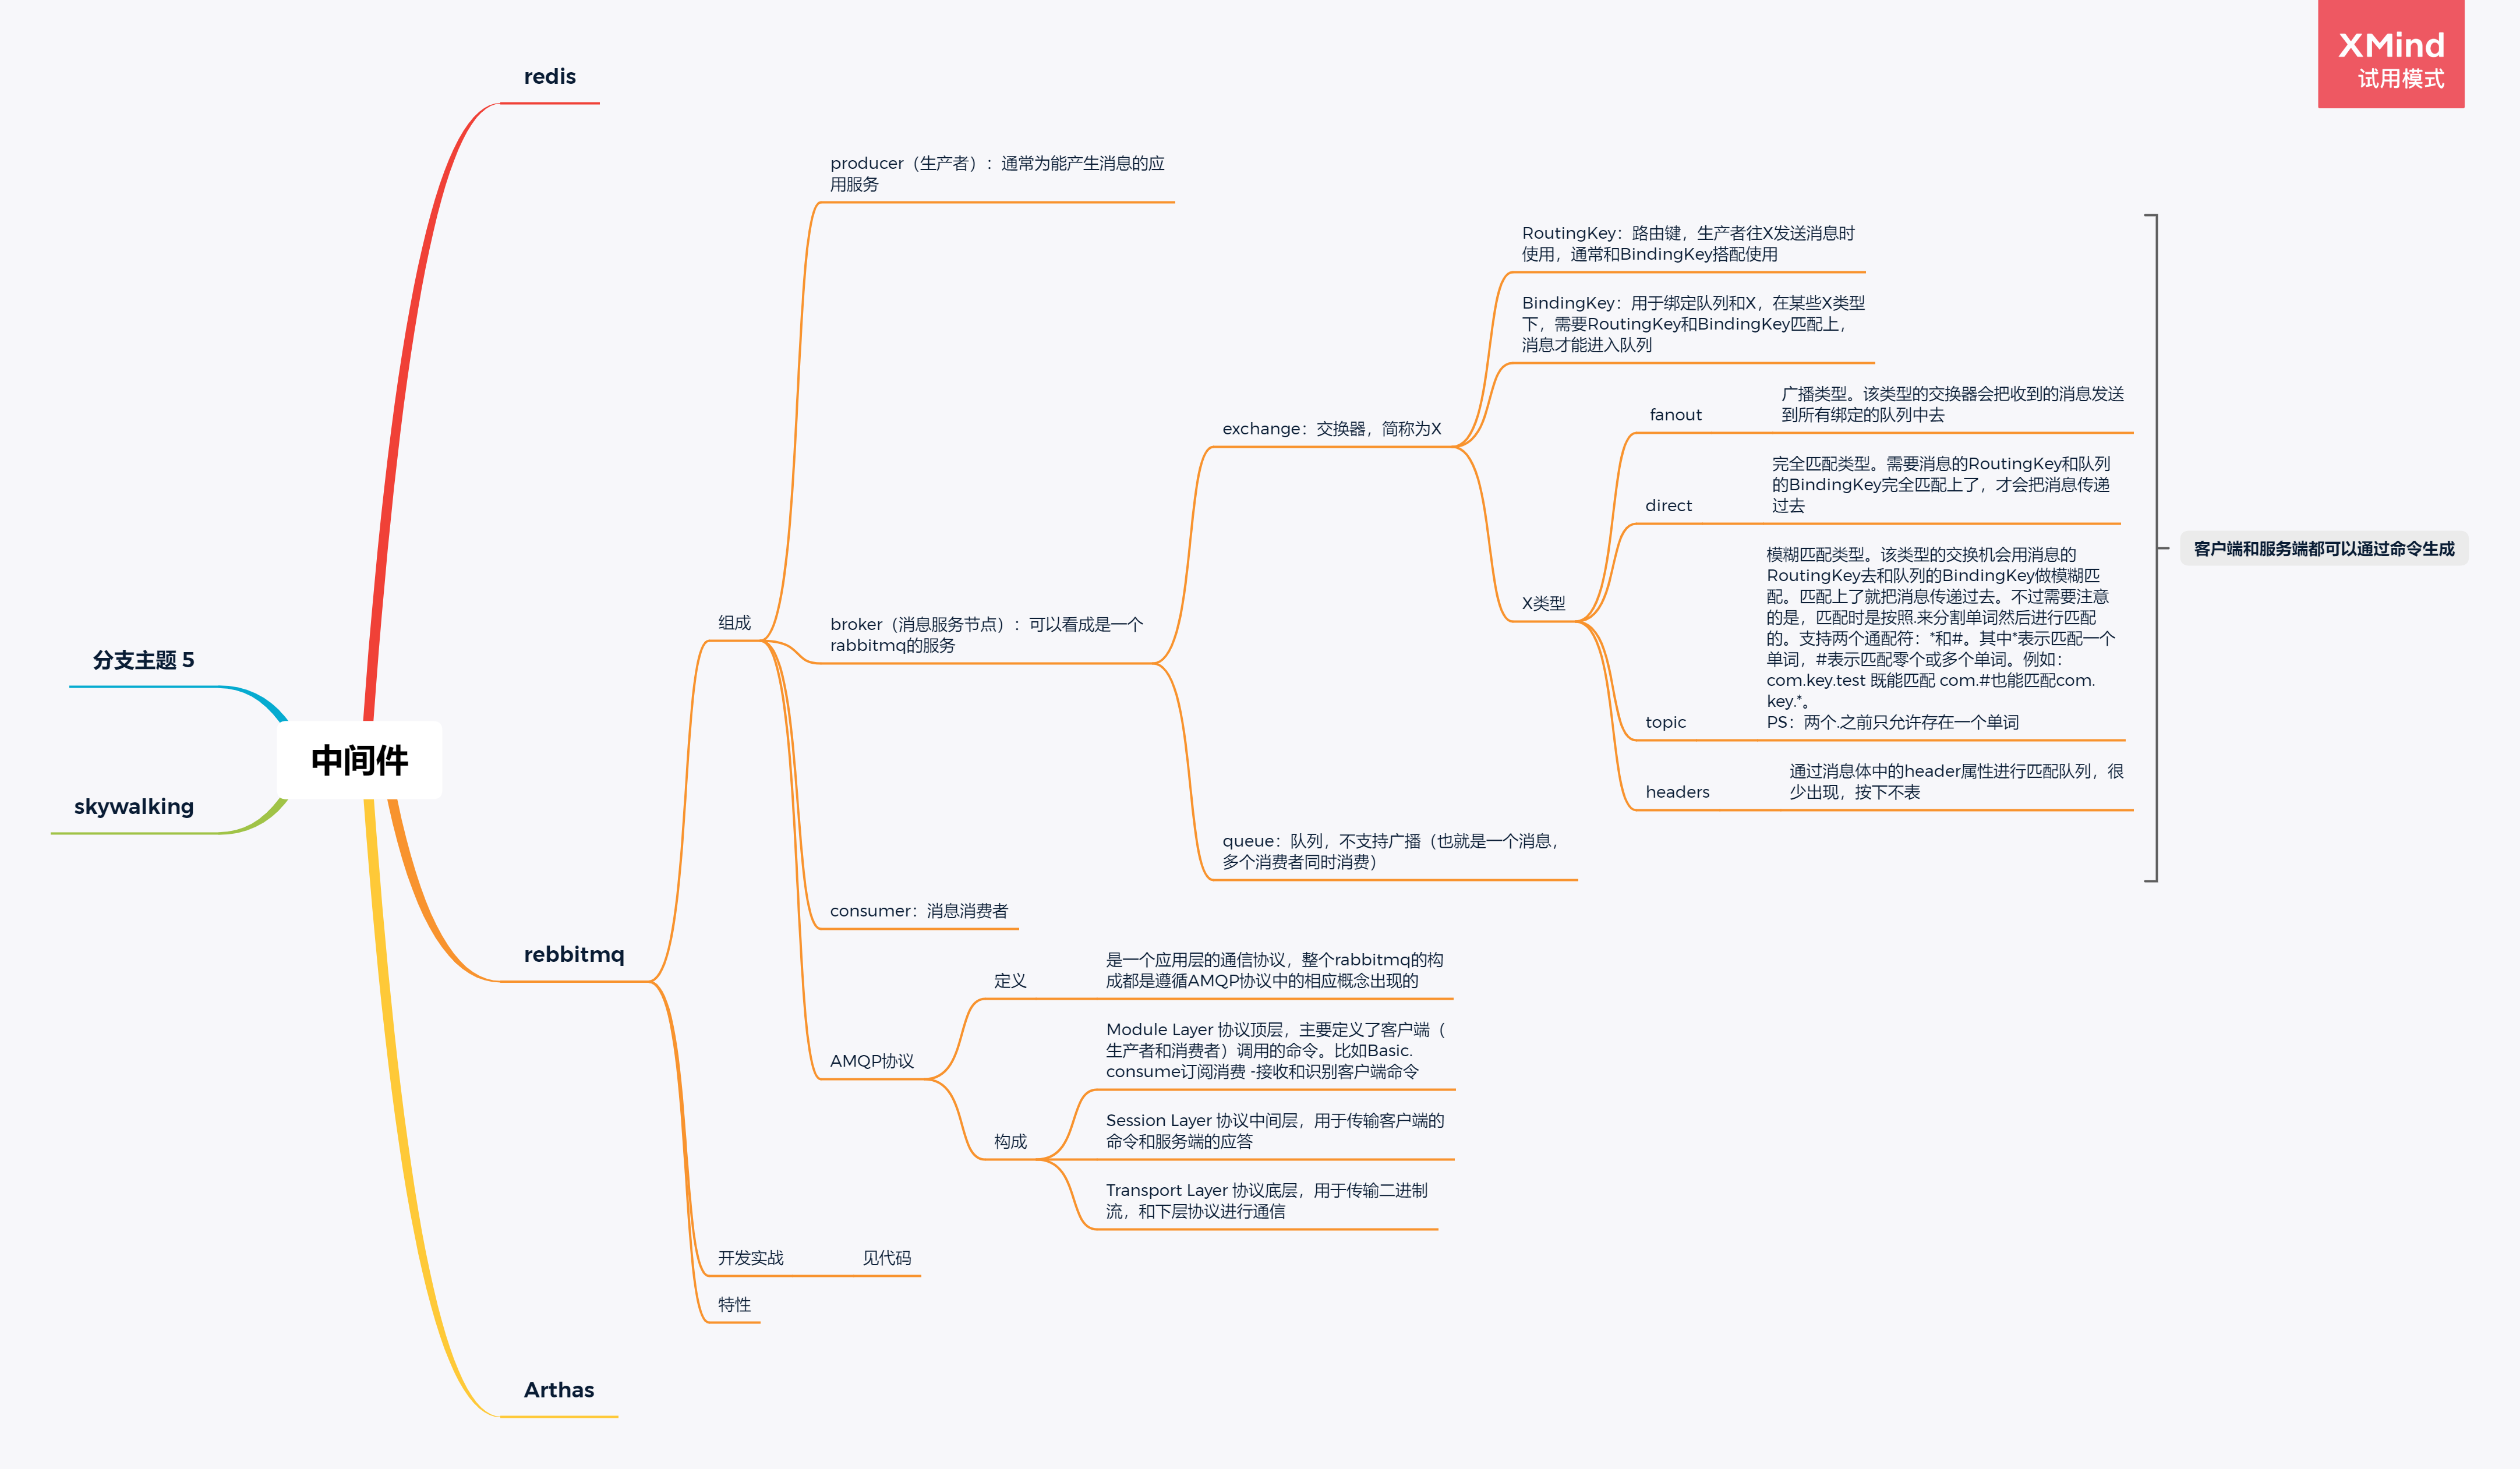 XMind
试用模式
redis
producer（生产者）：通常为能产生消息的应
用服务
RoutingKey：路由键，生产者往X发送消息时
使用，通常和BindingKey搭配使用
BindingKey：用于绑定队列和X，在某些X类型
下，需要RoutingKey和BindingKey匹配上，
消息才能进入队列
exchange：交换器，简称为X
fanout
广播类型。该类型的交换器会把收到的消息发送
到所有绑定的队列中去
direct
完全匹配类型。需要消息的RoutingKey和队列
的BindingKey完全匹配上了，才会把消息传递
过去
客户端和服务端都可以通过命令生成
X类型
topic
模糊匹配类型。该类型的交换机会用消息的
RoutingKey去和队列的BindingKey做模糊匹
配。匹配上了就把消息传递过去。不过需要注意
的是，匹配时是按照.来分割单词然后进行匹配
的。支持两个通配符：*和#。其中*表示匹配一个
单词，#表示匹配零个或多个单词。例如：
com.key.test 既能匹配 com.#也能匹配com.
key.*。
PS：两个.之前只允许存在一个单词
headers
通过消息体中的header属性进行匹配队列，很
少出现，按下不表
组成
broker（消息服务节点）：可以看成是一个
rabbitmq的服务
queue：队列，不支持广播（也就是一个消息，
多个消费者同时消费）
分支主题 5
中间件
skywalking
consumer：消息消费者
rebbitmq
定义
是一个应用层的通信协议，整个rabbitmq的构
成都是遵循AMQP协议中的相应概念出现的
AMQP协议
Module Layer 协议顶层，主要定义了客户端（
生产者和消费者）调用的命令。比如Basic.
consume订阅消费 -接收和识别客户端命令
构成
Session Layer 协议中间层，用于传输客户端的
命令和服务端的应答
Transport Layer 协议底层，用于传输二进制
流，和下层协议进行通信
开发实战
见代码
特性
Arthas